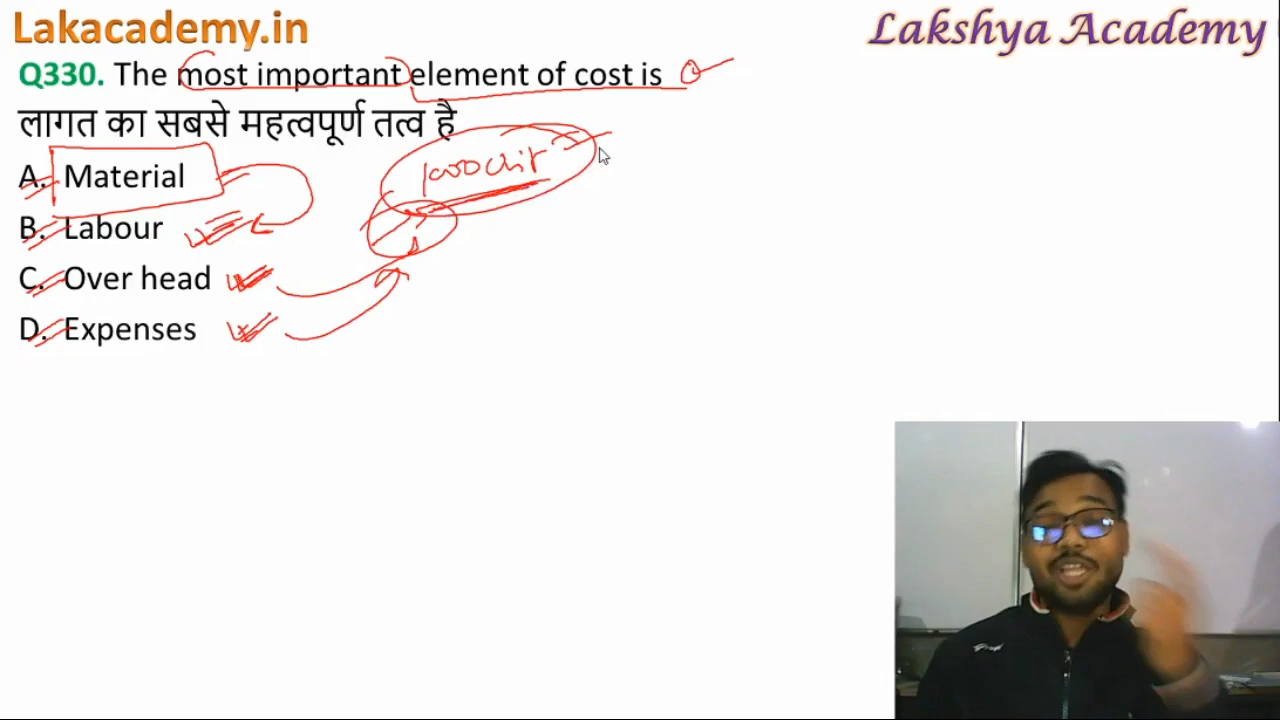 Lakacademy.in
Lakshya Academy
Q330. The most important element of cost is
लागत का सबसे महत्वपूर्ण तत्व है
A. Material
B. Labour
C. Over head
D. Expenses